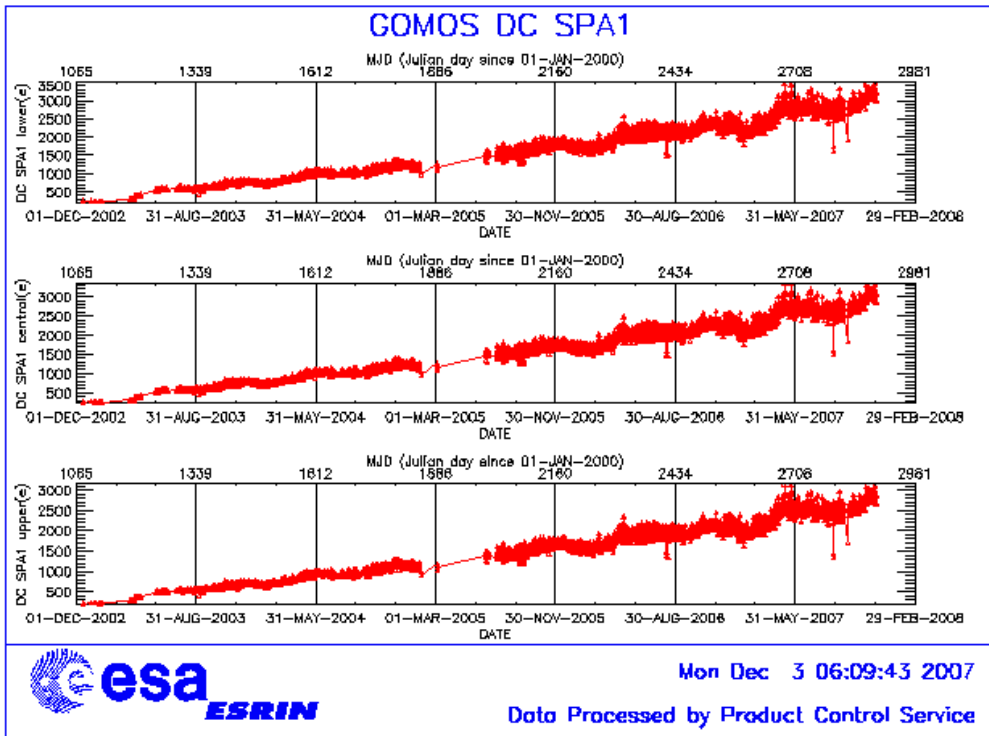 GOMOS DC SPA1
MJD (Julian day since 01-JAN-2000)
1065 1339 1612 1886 2160 2434 2708 2981
DC SPA1 lower(e)
3500
3000
2500
2000
1500
1000
500
01-DEC-2002 31-AUG-2003 31-MAY-2004 01-MAR-2005 30-NOV-2005 30-AUG-2006 31-MAY-2007 29-FEB-2008
DATE
MJD (Julian day since 01-JAN-2000)
1065 1339 1612 1886 2160 2434 2708 2981
DC SPA1 central(e)
3000
2500
2000
1500
1000
500
01-DEC-2002 31-AUG-2003 31-MAY-2004 01-MAR-2005 30-NOV-2005 30-AUG-2006 31-MAY-2007 29-FEB-2008
DATE
MJD (Julian day since 01-JAN-2000)
1065 1339 1612 1886 2160 2434 2708 2981
DC SPA1 upper(e)
3000
2500
2000
1500
1000
500
01-DEC-2002 31-AUG-2003 31-MAY-2004 01-MAR-2005 30-NOV-2005 30-AUG-2006 31-MAY-2007 29-FEB-2008
DATE
esa
ESRIN
Mon Dec 3 06:09:43 2007
Data Processed by Product Control Service